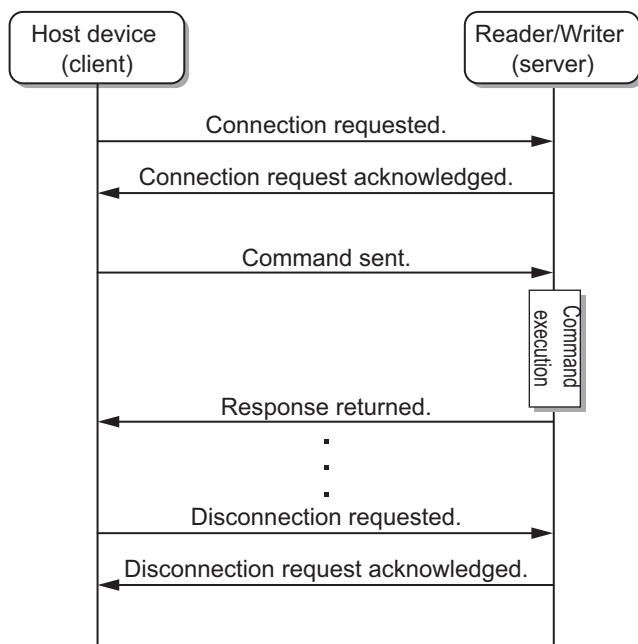 Host device
(client)
Reader/Writer
(server)
Connection requested.
Connection request acknowledged.
Command sent.
Command
execution
Response returned.
Disconnection requested.
Disconnection request acknowledged.